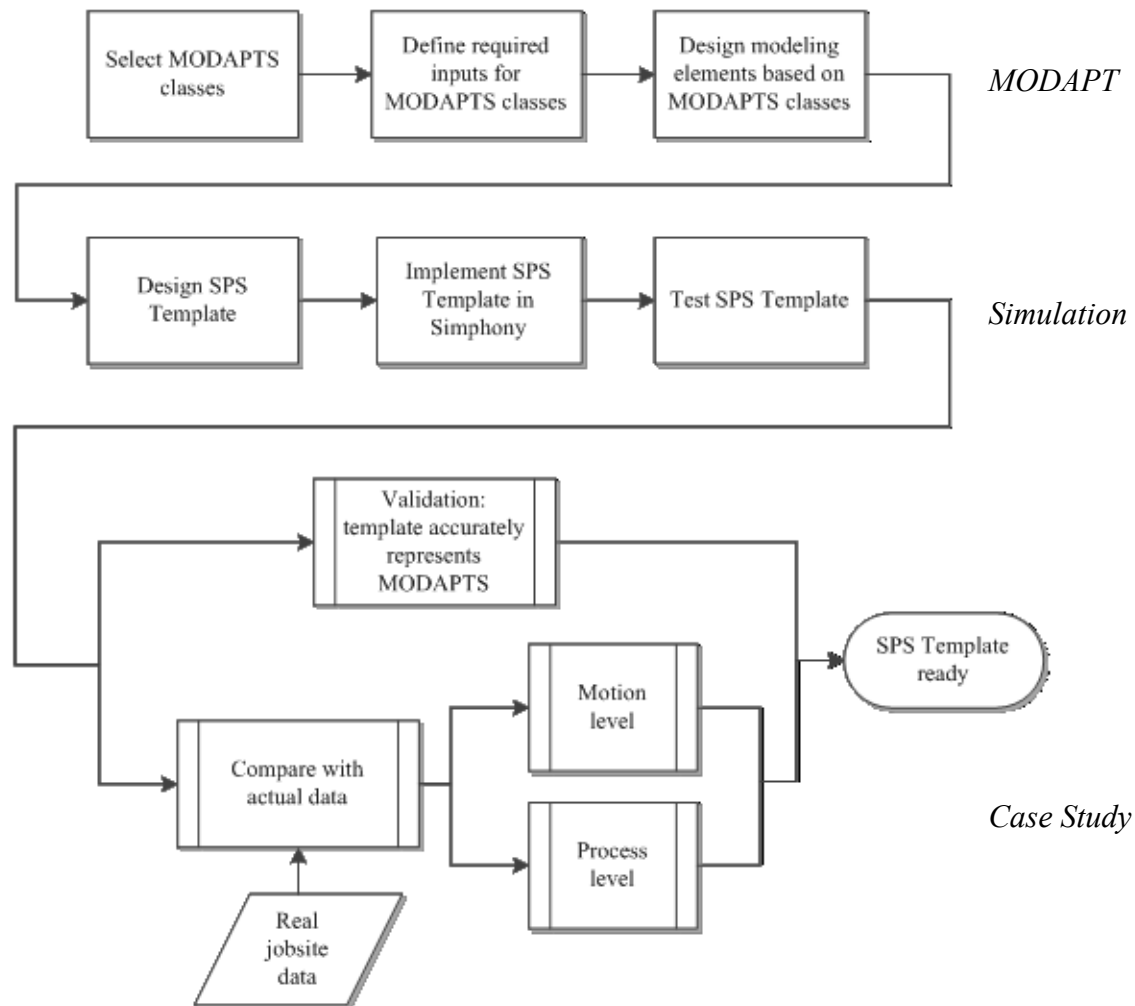 Select MODAPTS
classes
Define required
inputs for
MODAPTS classes
Design modeling
elements based on
MODAPTS classes
MODAPT
Design SPS
Template
Implement SPS
Template in
Simphony
Test SPS Template
Simulation
Validation:
template accurately
represents
MODAPTS
SPS Template
ready
Motion
level
Compare with
actual data
Process
level
Case Study
Real
jobsite
data